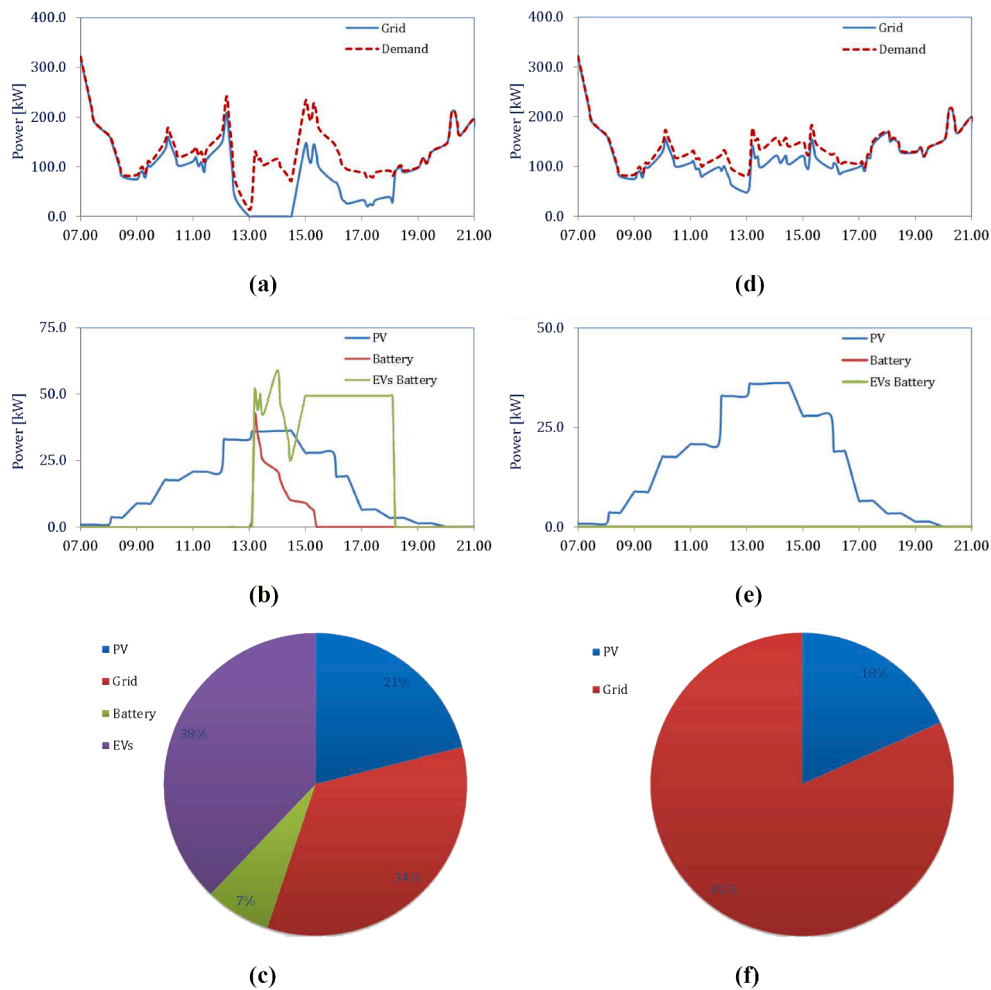 400.0
300.0
200.0
100.0
0.0
Power [kW]
Grid
Demand
07.00 09.00 11.00 13.00 15.00 17.00 19.00 21.00
(a)
400.0
300.0
200.0
100.0
0.0
Power [kW]
Grid
Demand
07.00 09.00 11.00 13.00 15.00 17.00 19.00 21.00
(d)
75.0
50.0
25.0
0.0
Power [kW]
PV
Battery
EVs Battery
07.00 09.00 11.00 13.00 15.00 17.00 19.00 21.00
(b)
50.0
25.0
0.0
Power [kW]
PV
Battery
EVs Battery
07.00 09.00 11.00 13.00 15.00 17.00 19.00 21.00
(e)
PV
Grid
Battery
EVs
21%
38%
34%
7%
(c)
PV
Grid
18%
82%
(f)